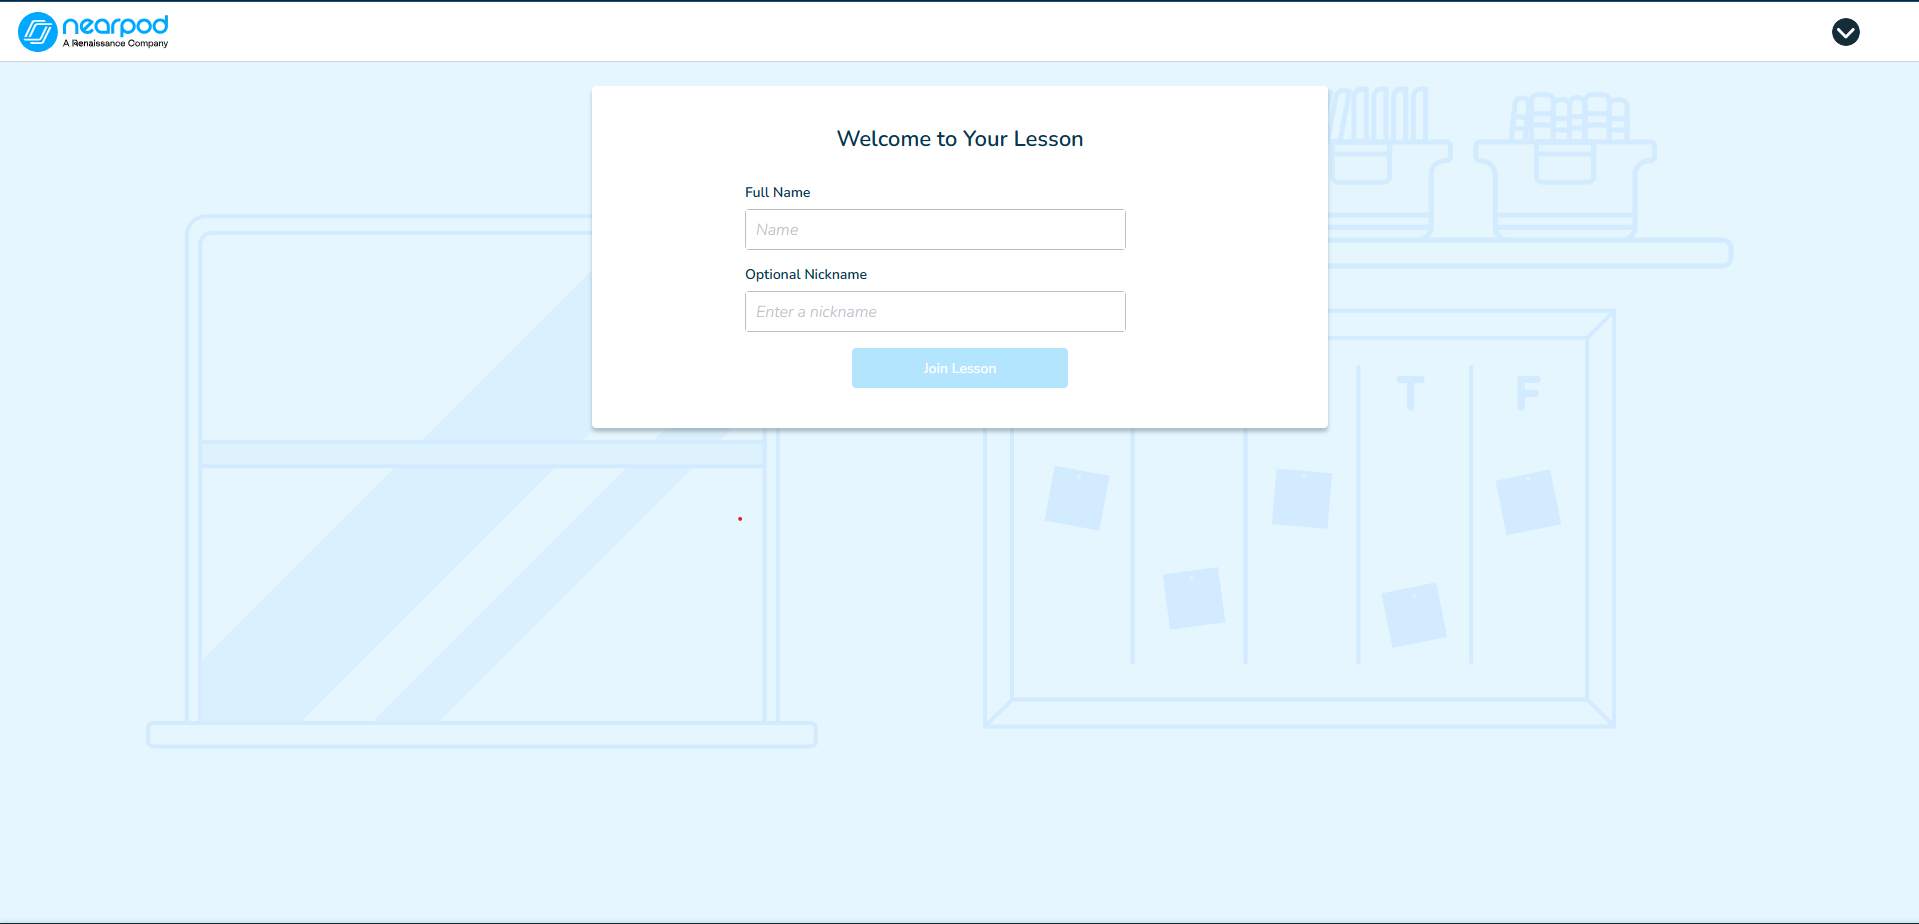 nearpod
A Renaissance Company
Welcome to Your Lesson
Full Name
Name
Optional Nickname
Enter a nickname
Join Lesson
T F